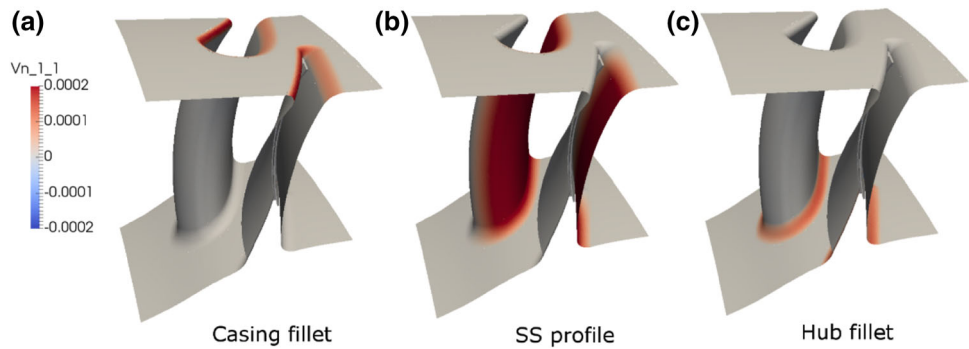 (a)
(b)
(c)
Vn_1_1
0.0002
0.0001
0
-0.0001
-0.0002
Casing fillet
SS profile
Hub fillet